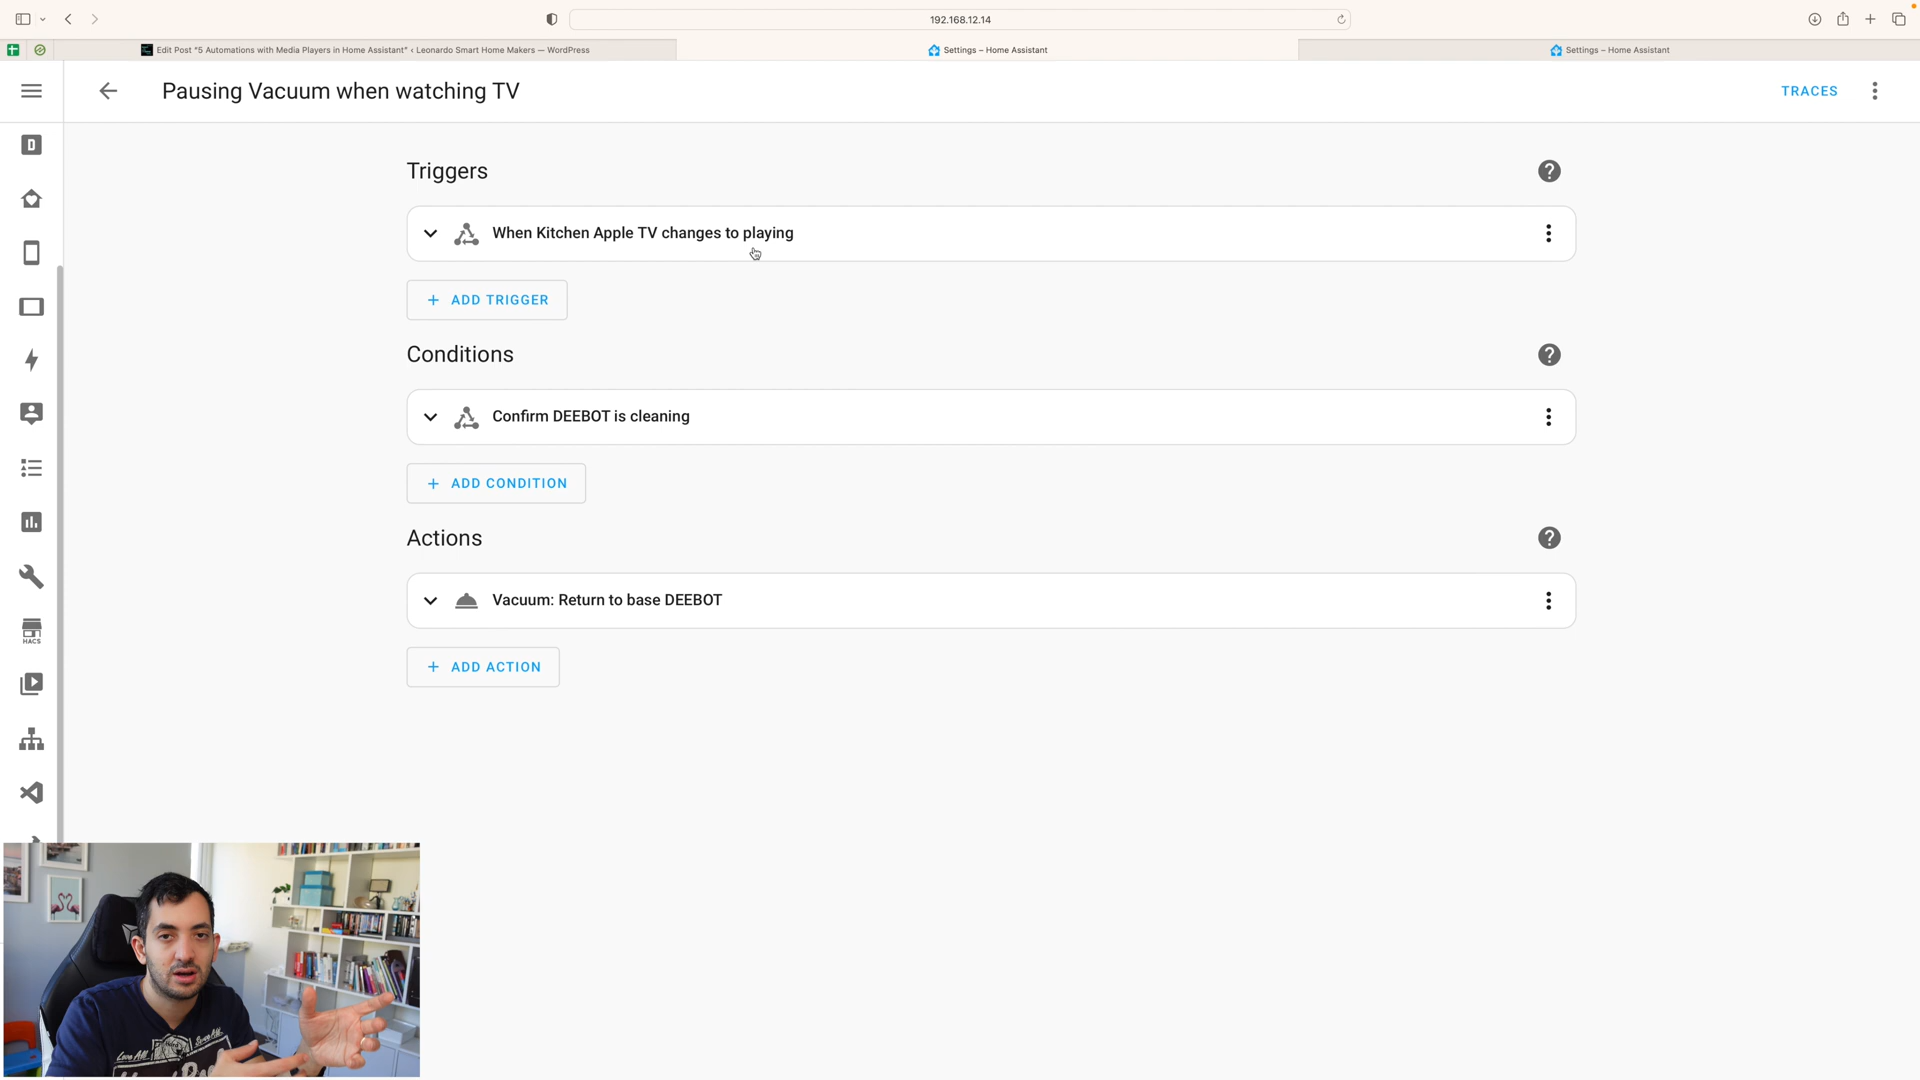 192.168.12.14
Edit Post "5 Automations with Media Players in Home Assistant" ‹ Leonardo Smart Home Makers — WordPress
Settings – Home Assistant
Settings – Home Assistant
Pausing Vacuum when watching TV
TRACES
D
Triggers
When Kitchen Apple TV changes to playing
+ ADD TRIGGER
Conditions
Confirm DEEBOT is cleaning
+ ADD CONDITION
Actions
Vacuum: Return to base DEEBOT
HACS
+ ADD ACTION